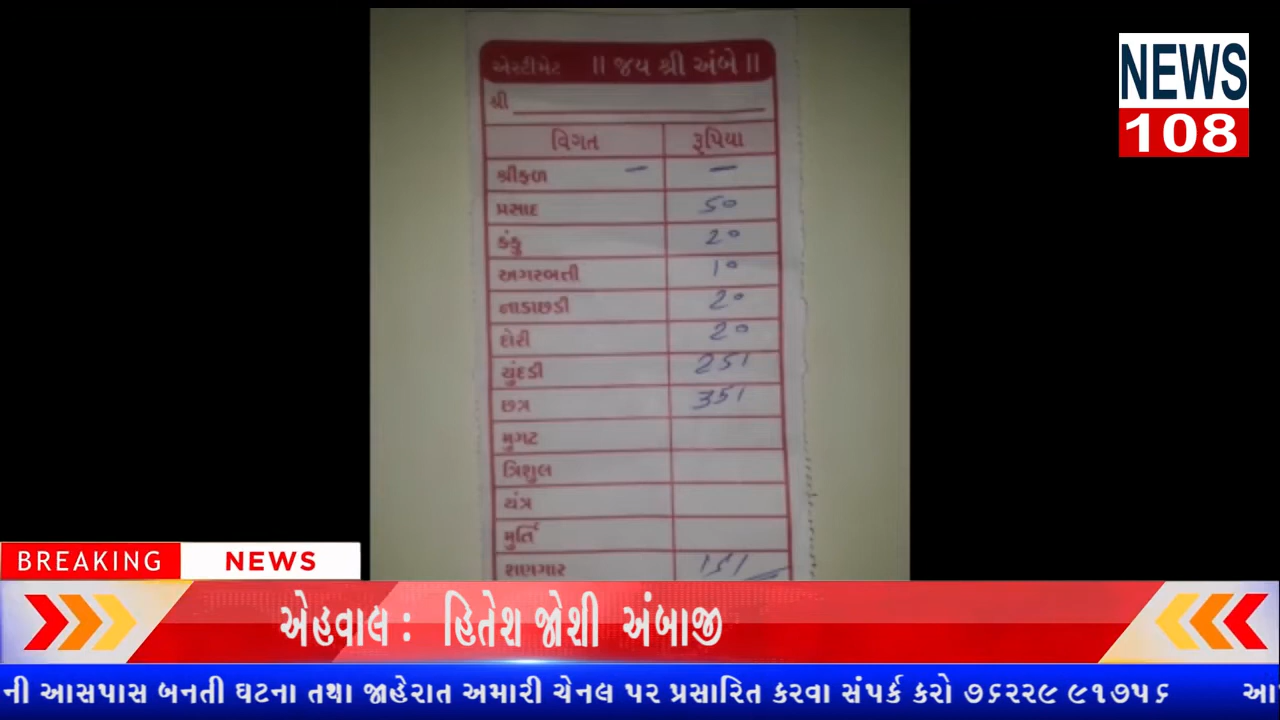 NEWS
108
એસ્ટીમેટ ॥ જય શ્રી અંબે ॥
શ્રી
વિગત રૂપિયા
શ્રીફળ – –
પ્રસાદ 50
કંકુ 20
અગરબત્તી 10
નાડાછડી 20
દોરી 20
ચુંદડી 251
છત્ર 351
મુગટ
ત્રિશુલ
યંત્ર
મુર્તિ
શણગાર 151
BREAKING NEWS
એહવાલ : હિતેશ જોશી અંબાજી
ની આસપાસ બનતી ઘટના તથા જાહેરાત અમારી ચેનલ પર પ્રસારિત કરવા સંપર્ક કરો ૭૬૨૨૯ ૯૧૭૫૬